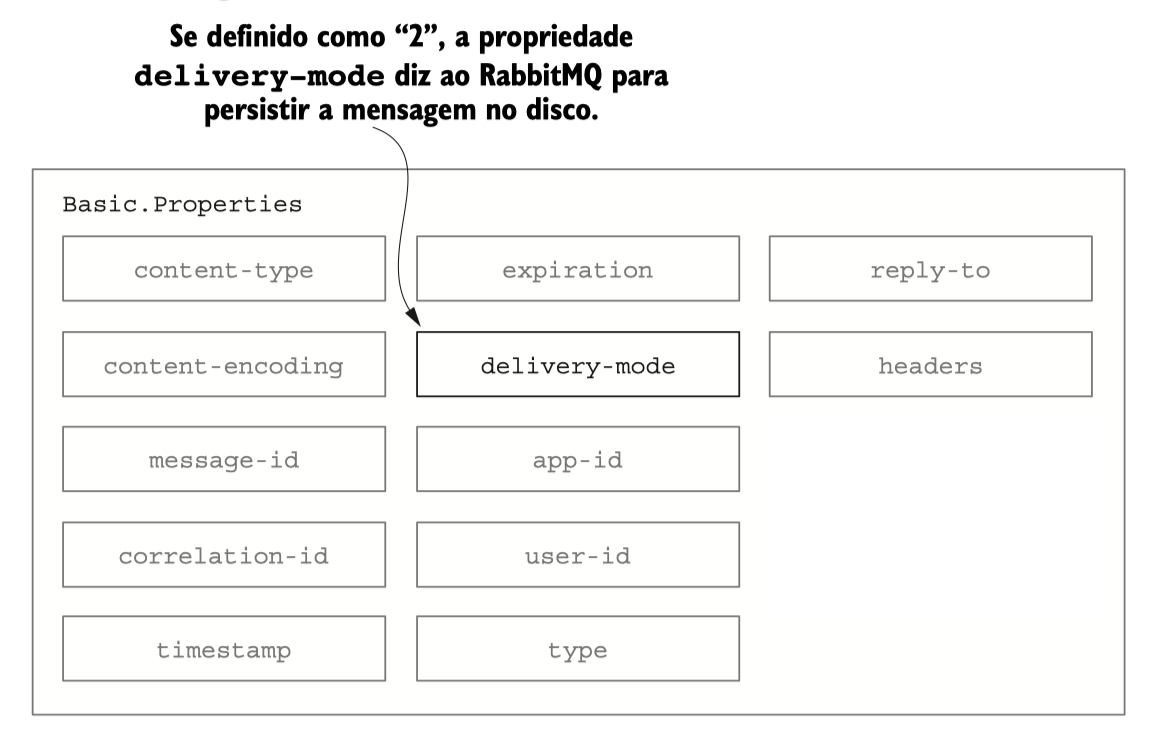 Se definido como “2”, a propriedade
delivery-mode diz ao RabbitMQ para
persistir a mensagem no disco.
Basic.Properties
content-type
expiration
reply-to
content-encoding
delivery-mode
headers
message-id
app-id
correlation-id
user-id
timestamp
type